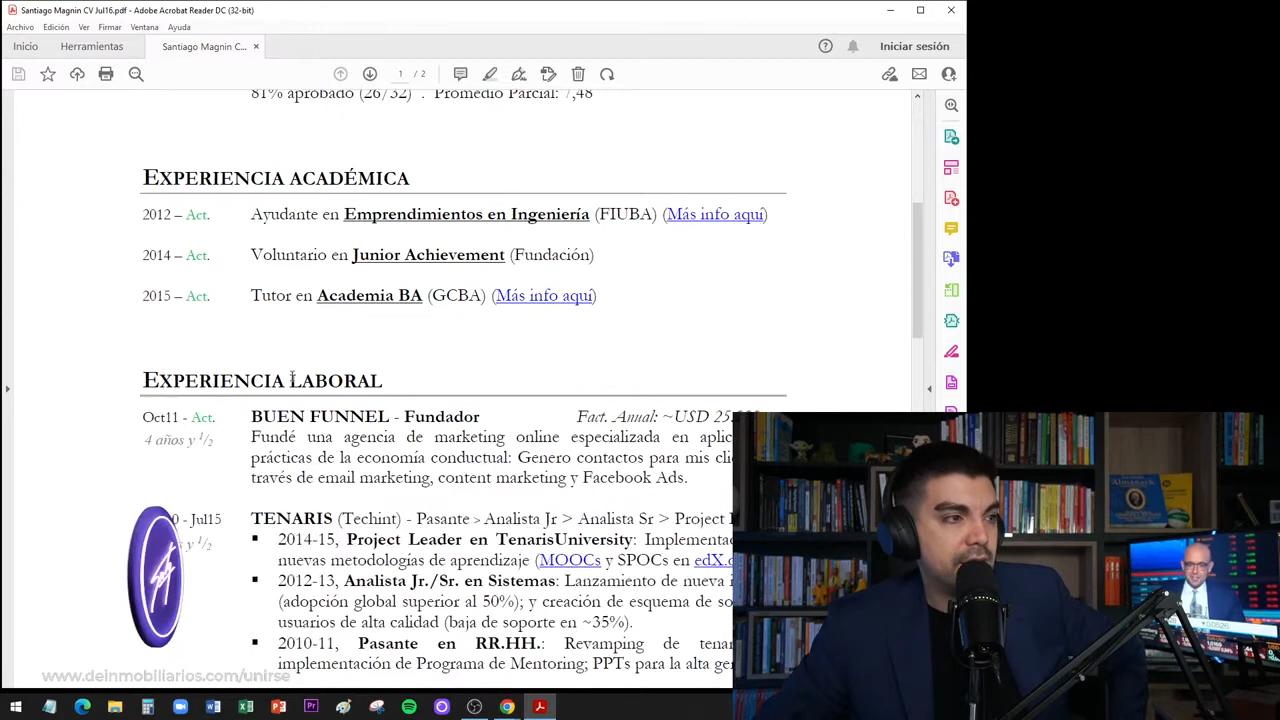 Santiago Magnin CV Jul16.pdf - Adobe Acrobat Reader DC (32-bit)
Archivo Edición Ver Firmar Ventana Ayuda
Inicio Herramientas Santiago Magnin C... × Iniciar sesión
1 / 2
81% aprobado (26/32) . Promedio Parcial: 7,48
EXPERIENCIA ACADÉMICA
2012 – Act. Ayudante en Emprendimientos en Ingeniería (FIUBA) (Más info aquí)
2014 – Act. Voluntario en Junior Achievement (Fundación)
2015 – Act. Tutor en Academia BA (GCBA) (Más info aquí)
EXPERIENCIA LABORAL
Oct11 - Act. BUEN FUNNEL - Fundador Fact. Anual: ~USD 25
4 años y 1/2 Fundé una agencia de marketing online especializada en aplic
prácticas de la economía conductual: Genero contactos para mis cli
través de email marketing, content marketing y Facebook Ads.
0 - Jul15 TENARIS (Techint) - Pasante > Analista Jr > Analista Sr > Project
s y 1/2
▪ 2014-15, Project Leader en TenarisUniversity: Implementa
nuevas metodologías de aprendizaje (MOOCs y SPOCs en edX.
▪ 2012-13, Analista Jr./Sr. en Sistemas: Lanzamiento de nueva
(adopción global superior al 50%); y creación de esquema de so
usuarios de alta calidad (baja de soporte en ~35%).
▪ 2010-11, Pasante en RR.HH.: Revamping de
implementación de Programa de Mentoring; PPTs para la alta ge
www.deinmobiliarios.com/unirse